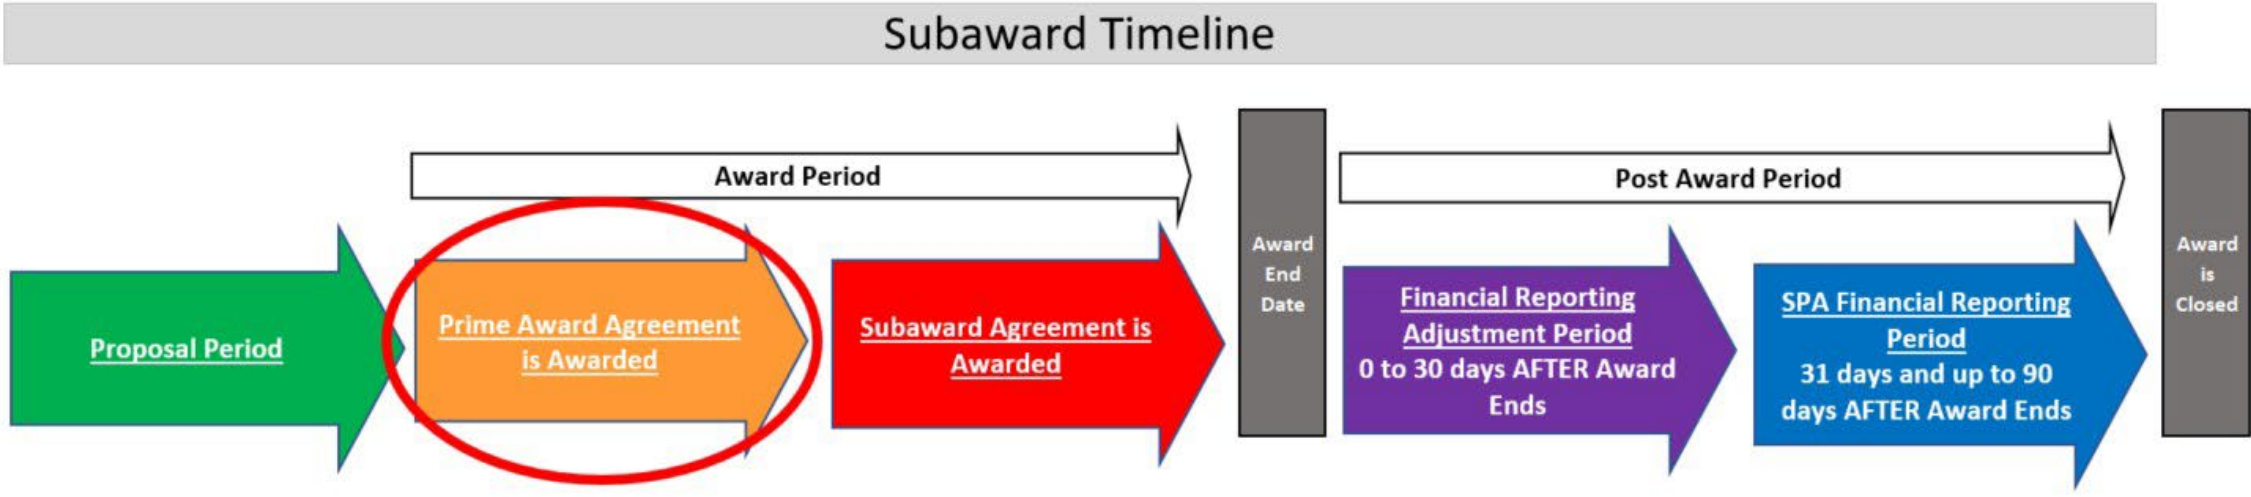 Subaward Timeline
Award Period
Post Award Period
Proposal Period
Prime Award Agreement
is Awarded
Subaward Agreement is
Awarded
Award
End
Date
Financial Reporting
Adjustment Period
0 to 30 days AFTER Award
Ends
SPA Financial Reporting
Period
31 days and up to 90
days AFTER Award Ends
Award
is
Closed